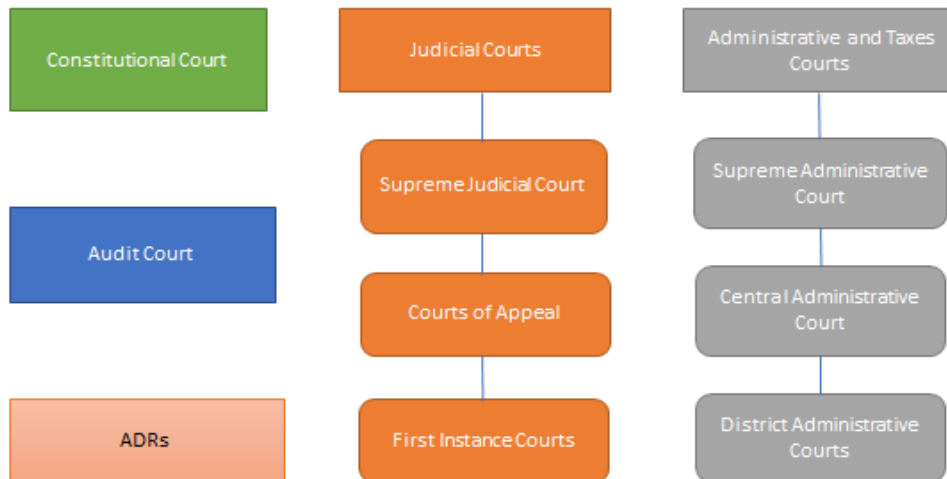 Constitutional Court
Judicial Courts
Administrative and Taxes
Courts
Supreme Judicial Court
Supreme Administrative
Court
Audit Court
Courts of Appeal
Central Administrative
Court
ADRs
First Instance Courts
District Administrative
Courts